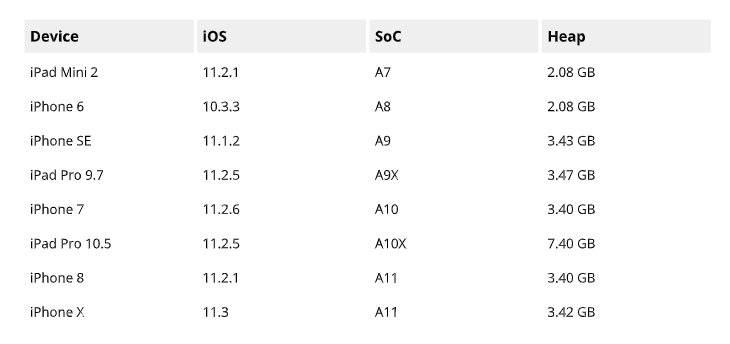 Device iOS SoC Heap
iPad Mini 2 11.2.1 A7 2.08 GB
iPhone 6 10.3.3 A8 2.08 GB
iPhone SE 11.1.2 A9 3.43 GB
iPad Pro 9.7 11.2.5 A9X 3.47 GB
iPhone 7 11.2.6 A10 3.40 GB
iPad Pro 10.5 11.2.5 A10X 7.40 GB
iPhone 8 11.2.1 A11 3.40 GB
iPhone X 11.3 A11 3.42 GB